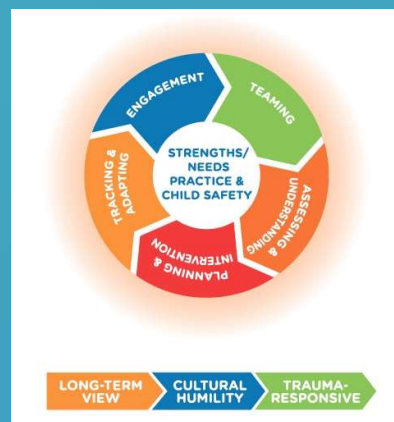 ENGAGEMENT
TEAMING
ASSESSING &
UNDERSTANDING
PLANNING &
INTERVENTION
TRACKING &
ADAPTING
STRENGTHS/
NEEDS
PRACTICE &
CHILD SAFETY
LONG-TERM
VIEW
CULTURAL
HUMILITY
TRAUMA-
RESPONSIVE